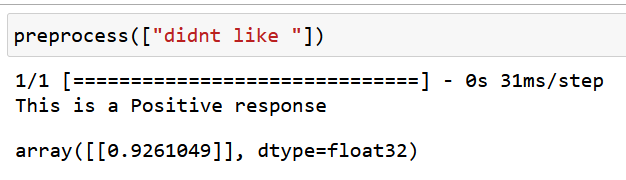 preprocess(["didnt like "])
1/1 [==============================] - 0s 31ms/step
This is a Positive response
array([[0.9261049]], dtype=float32)